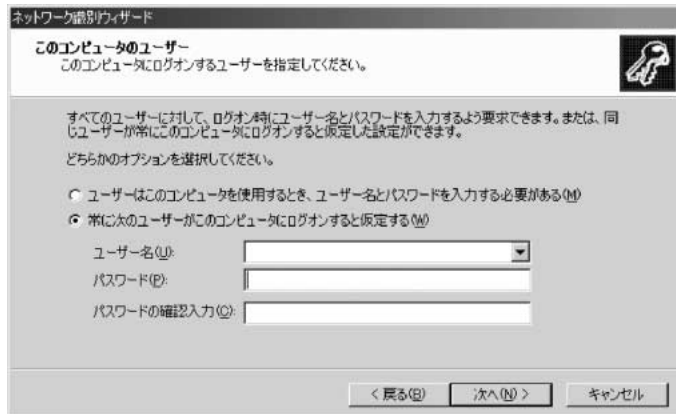 ネットワーク識別ウィザード
このコンピュータのユーザー
このコンピュータにログオンするユーザーを指定してください。
すべてのユーザーに対して、ログオン時にユーザー名とパスワードを入力するよう要求できます。または、同
じユーザーが常にこのコンピュータにログオンすると仮定した設定ができます。
どちらかのオプションを選択してください。
ユーザーはこのコンピュータを使用するとき、ユーザー名とパスワードを入力する必要がある(M)
常に次のユーザーがこのコンピュータにログオンすると仮定する(W)
ユーザー名(U):
パスワード(P):
パスワードの確認入力(C):
< 戻る(B) 次へ(N) > キャンセル